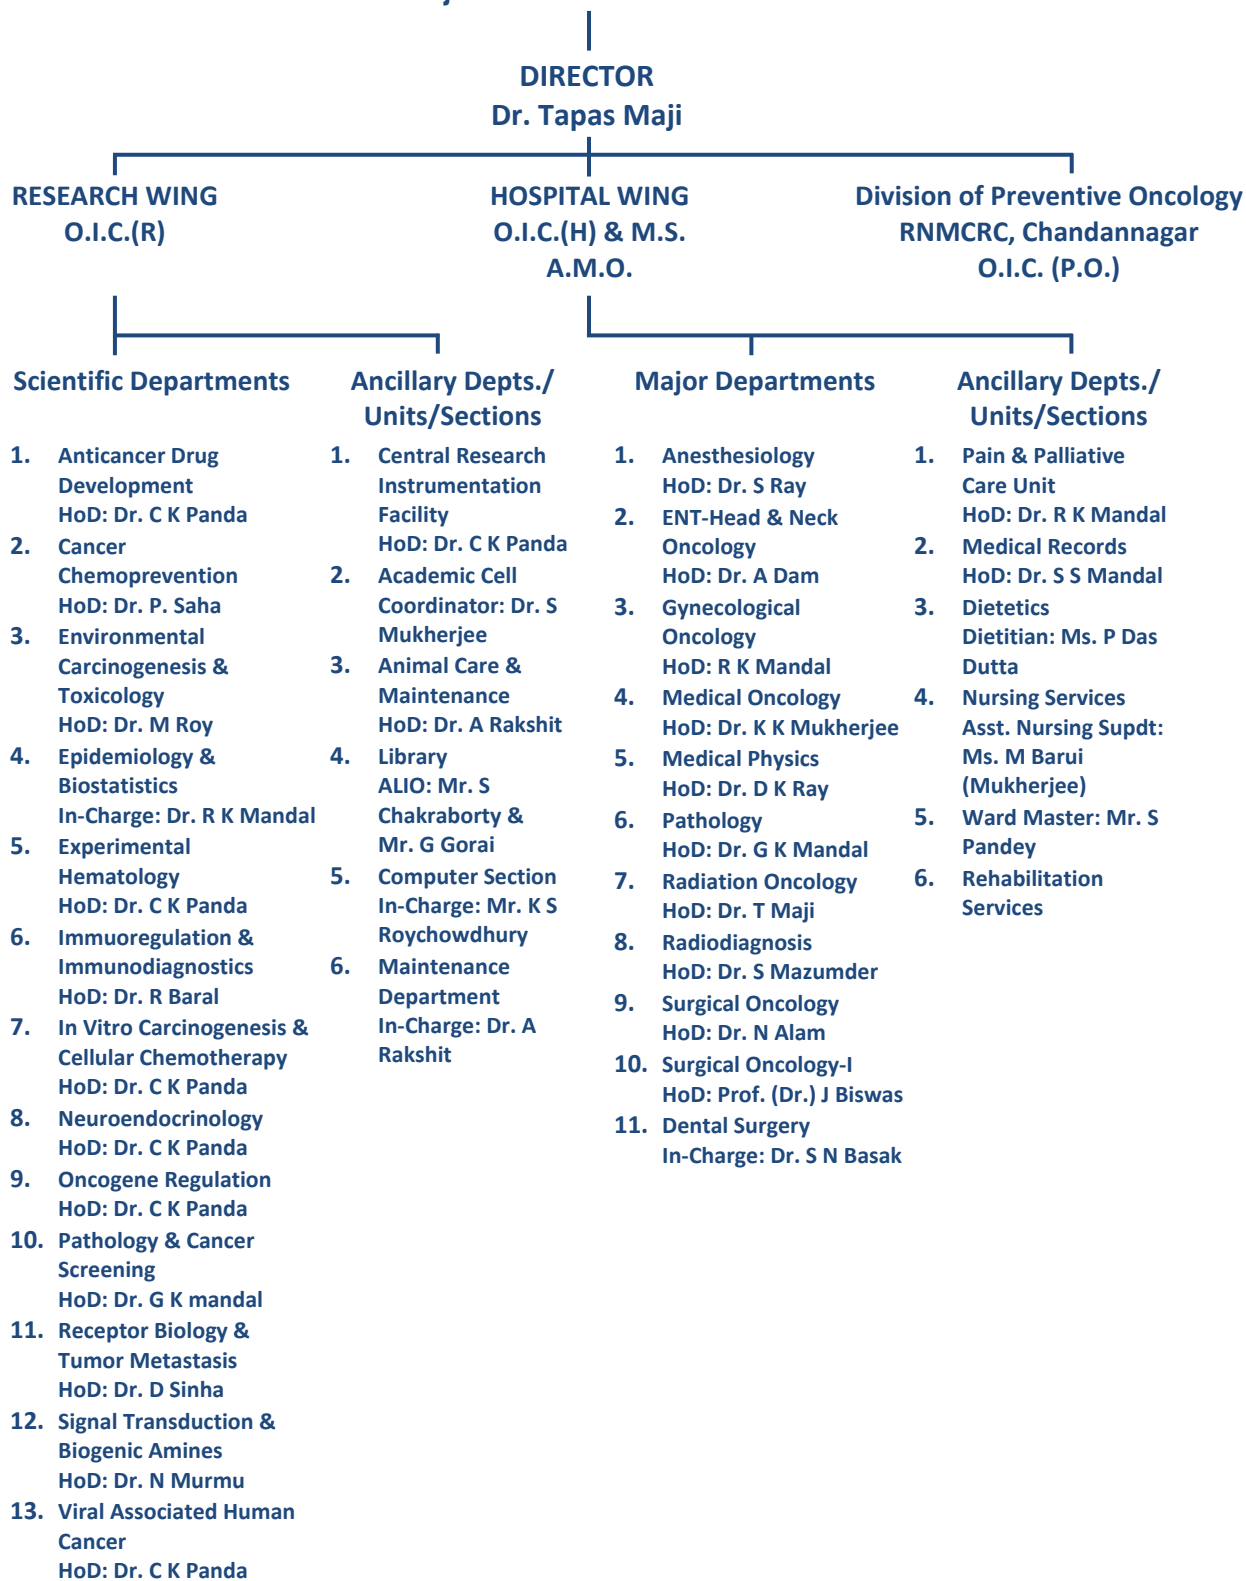 DIRECTOR
Dr. Tapas Maji
RESEARCH WING
O.I.C.(R)
HOSPITAL WING
O.I.C.(H) & M.S.
A.M.O.
Division of Preventive Oncology
RNMCRC, Chandannagar
O.I.C. (P.O.)
Scientific Departments
1. Anticancer Drug
Development
HoD: Dr. C K Panda
2. Cancer
Chemoprevention
HoD: Dr. P. Saha
3. Environmental
Carcinogenesis &
Toxicology
HoD: Dr. M Roy
4. Epidemiology &
Biostatistics
In-Charge: Dr. R K Mandal
5. Experimental
Hematology
HoD: Dr. C K Panda
6. Immuoregulation &
Immunodiagnostics
HoD: Dr. R Baral
7. In Vitro Carcinogenesis &
Cellular Chemotherapy
HoD: Dr. C K Panda
8. Neuroendocrinology
HoD: Dr. C K Panda
9. Oncogene Regulation
HoD: Dr. C K Panda
10. Pathology & Cancer
Screening
HoD: Dr. G K mandal
11. Receptor Biology &
Tumor Metastasis
HoD: Dr. D Sinha
12. Signal Transduction &
Biogenic Amines
HoD: Dr. N Murmu
13. Viral Associated Human
Cancer
HoD: Dr. C K Panda
Ancillary Depts./
Units/Sections
1. Central Research
Instrumentation
Facility
HoD: Dr. C K Panda
2. Academic Cell
Coordinator: Dr. S
Mukherjee
3. Animal Care &
Maintenance
HoD: Dr. A Rakshit
4. Library
ALIO: Mr. S
Chakraborty &
Mr. G Gorai
5. Computer Section
In-Charge: Mr. K S
Roychowdhury
6. Maintenance
Department
In-Charge: Dr. A
Rakshit
Major Departments
1. Anesthesiology
HoD: Dr. S Ray
2. ENT-Head & Neck
Oncology
HoD: Dr. A Dam
3. Gynecological
Oncology
HoD: R K Mandal
4. Medical Oncology
HoD: Dr. K K Mukherjee
5. Medical Physics
HoD: Dr. D K Ray
6. Pathology
HoD: Dr. G K Mandal
7. Radiation Oncology
HoD: Dr. T Maji
8. Radiodiagnosis
HoD: Dr. S Mazumder
9. Surgical Oncology
HoD: Dr. N Alam
10. Surgical Oncology-I
HoD: Prof. (Dr.) J Biswas
11. Dental Surgery
In-Charge: Dr. S N Basak
Ancillary Depts./
Units/Sections
1. Pain & Palliative
Care Unit
HoD: Dr. R K Mandal
2. Medical Records
HoD: Dr. S S Mandal
3. Dietetics
Dietitian: Ms. P Das
Dutta
4. Nursing Services
Asst. Nursing Supdt:
Ms. M Barui
(Mukherjee)
5. Ward Master: Mr. S
Pandey
6. Rehabilitation
Services